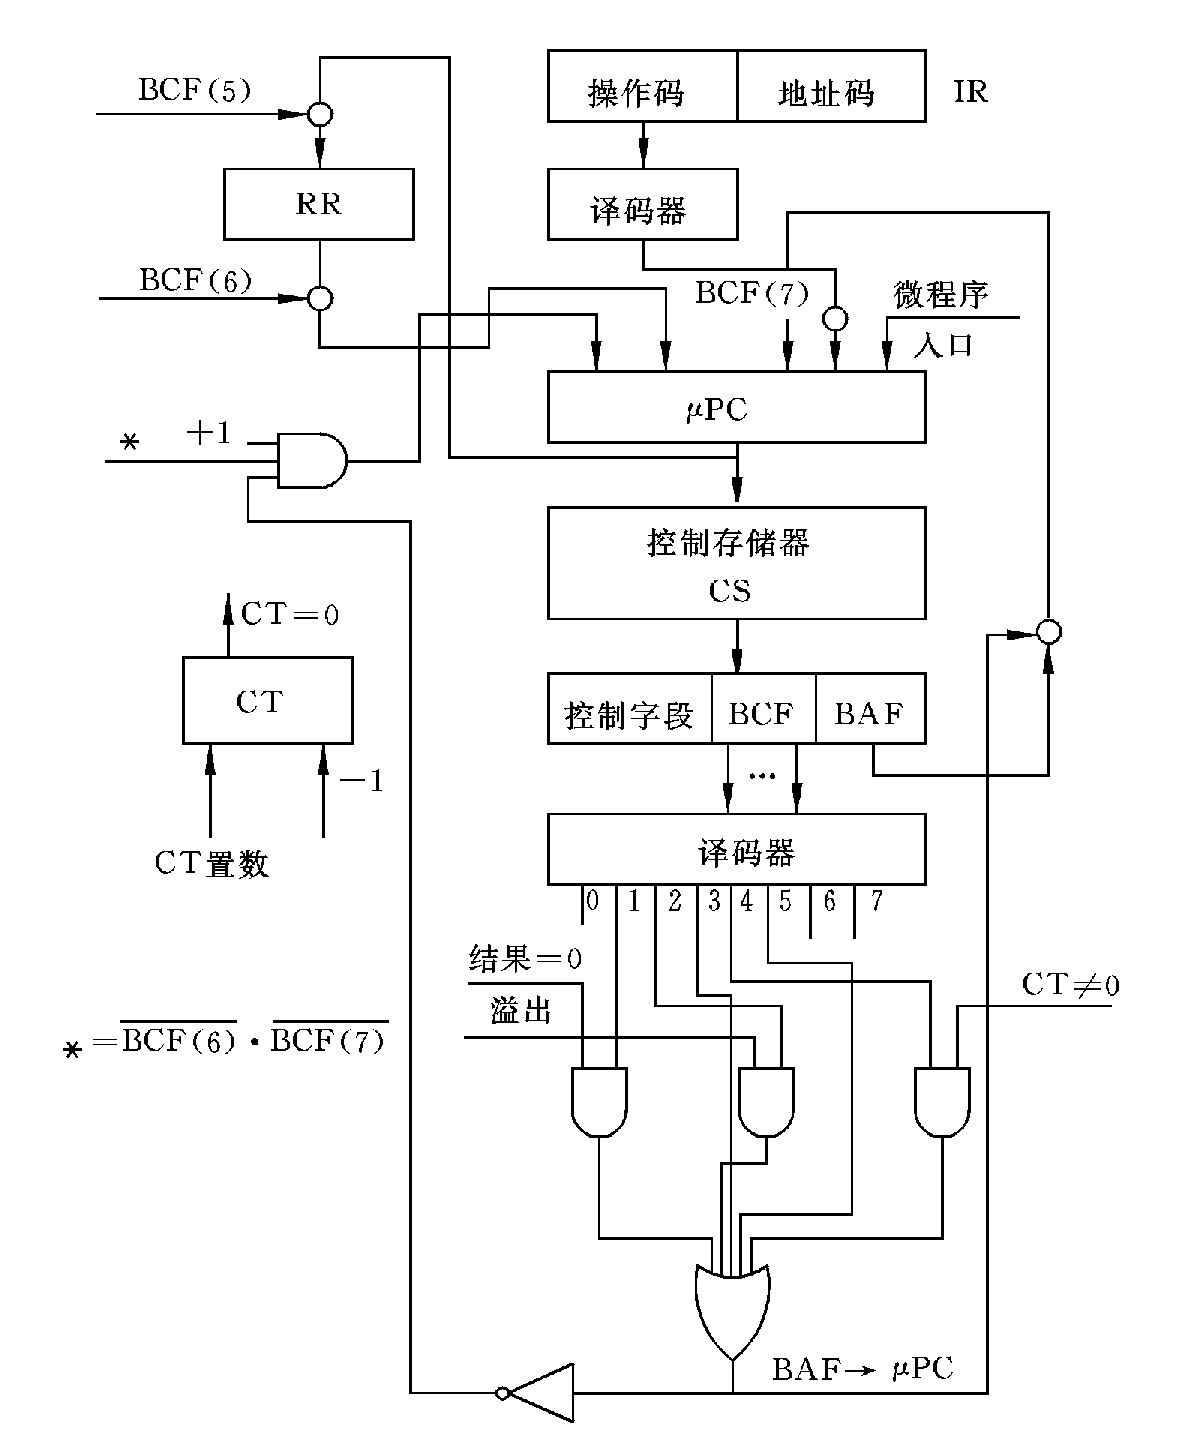 BCF(5)
操作码 地址码 IR
RR
译码器
BCF(6)
BCF(7)
微程序
入口
μPC
* +1
控制存储器
CS
CT=0
CT
控制字段 BCF BAF
-1
...
CT置数
译码器
0 1 2 3 4 5 6 7
结果=0
CT≠0
溢出
* = \overline{BCF(6)} · \overline{BCF(7)}
BAF→ μPC